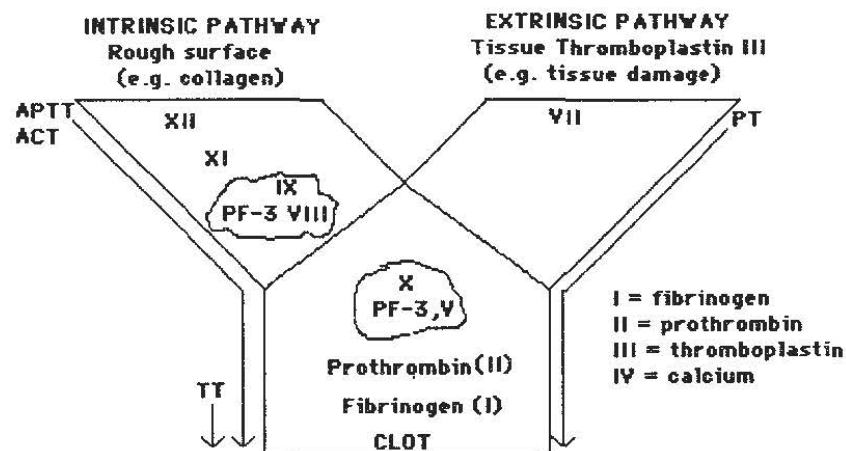 INTRINSIC PATHWAY
Rough surface
(e.g. collagen)
EXTRINSIC PATHWAY
Tissue Thromboplastin III
(e.g. tissue damage)
APTT
ACT
XII
XI
IX
PF-3 VIII
VII
PT
X
PF-3,V
Prothrombin(II)
Fibrinogen (I)
CLOT
TT
I = fibrinogen
II = prothrombin
III = thromboplastin
IV = calcium